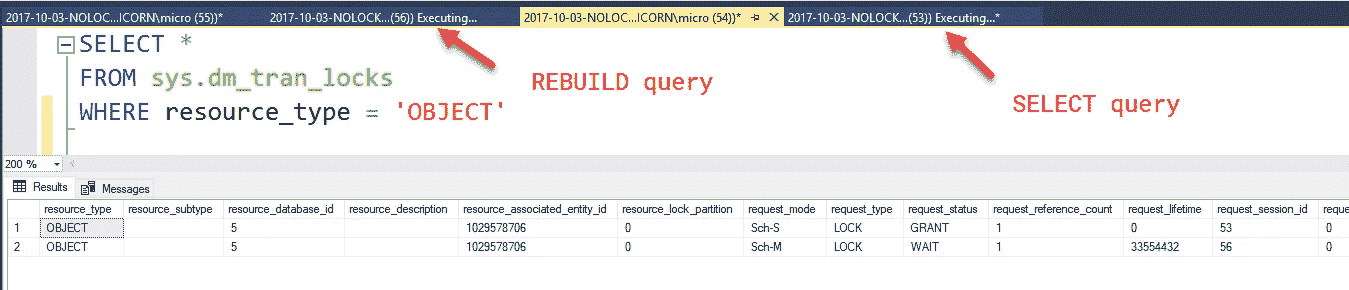 2017-10-03-NOLOC...ICORN\micro (55))* 2017-10-03-NOLOCK...(56)) Executing... 2017-10-03-NOLOC...ICORN\micro (54))* 2017-10-03-NOLOCK...(53)) Executing...*
SELECT *
FROM sys.dm_tran_locks
WHERE resource_type = 'OBJECT'
REBUILD query
SELECT query
200 %
Results Messages
resource_type resource_subtype resource_database_id resource_description resource_associated_entity_id resource_lock_partition request_mode request_type request_status request_reference_count request_lifetime request_session_id reque
1 OBJECT 5 1029578706 0 Sch-S LOCK GRANT 1 0 53 0
2 OBJECT 5 1029578706 0 Sch-M LOCK WAIT 1 33554432 56 0